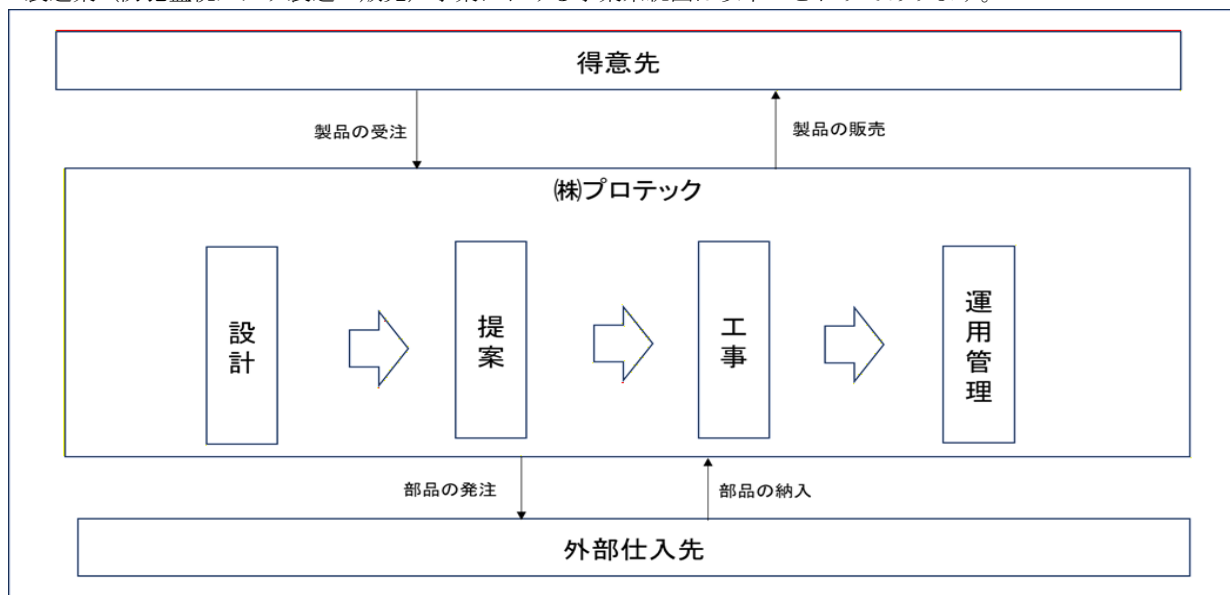 得意先
製品の受注
製品の販売
㈱プロテック
設計
提案
工事
運用管理
部品の発注
部品の納入
外部仕入先